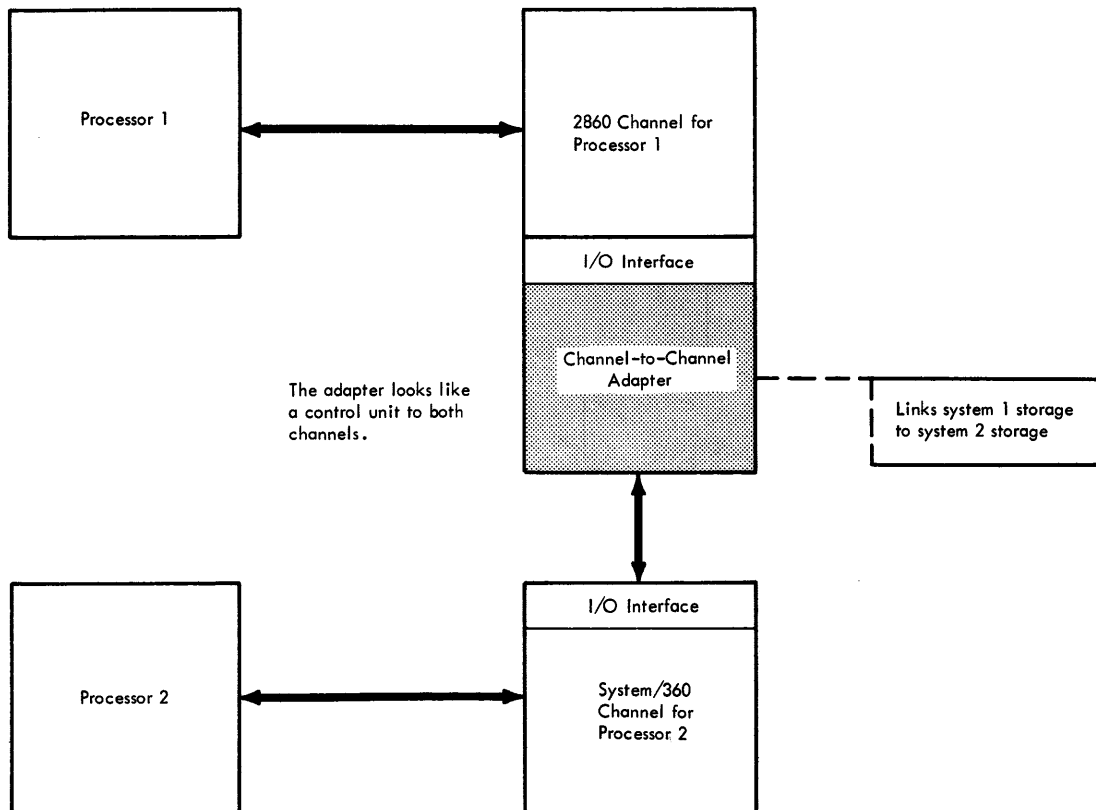 Processor 1
2860 Channel for
Processor 1
I/O Interface
Channel-to-Channel
Adapter
The adapter looks like
a control unit to both
channels.
Links system 1 storage
to system 2 storage
I/O Interface
Processor 2
System/360
Channel for
Processor 2